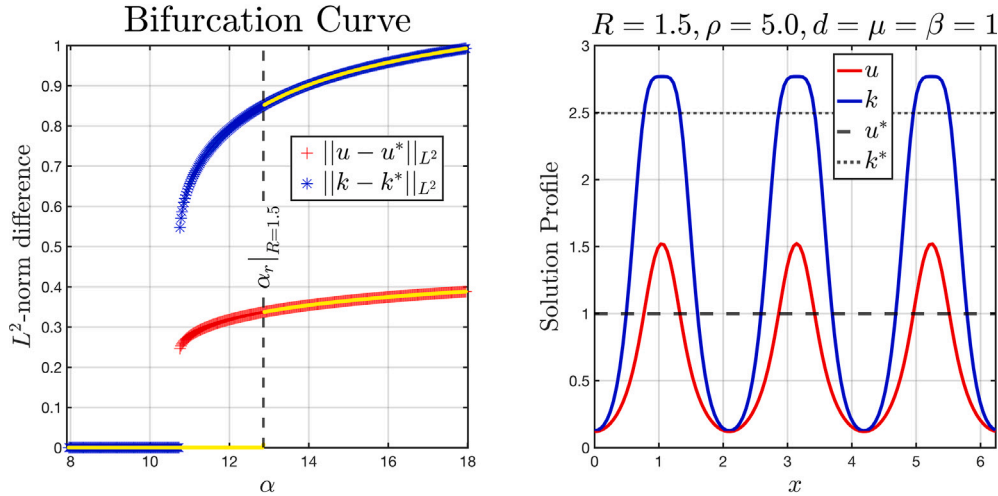 Bifurcation Curve
L²-norm difference
1
0.9
0.8
0.7
0.6
0.5
0.4
0.3
0.2
0.1
0
||u − u*||_{L²}
||k − k*||_{L²}
α_r|_{R=1.5}
8 10 12 14 16 18
α
R = 1.5, ρ = 5.0, d = μ = β = 1
Solution Profile
3
2.5
2
1.5
1
0.5
0
u
k
u*
k*
0 1 2 3 4 5 6
x